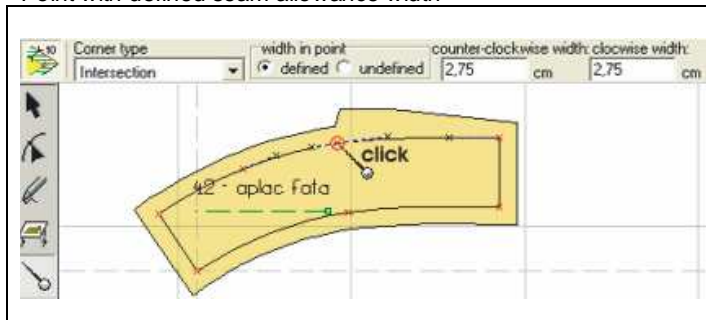 Point with defined seam allowance width
+10 Corner type width in point counter-clockwise width: clocwise width:
Intersection defined undefined 2,75 cm 2,75 cm
click
42 - aplac fata